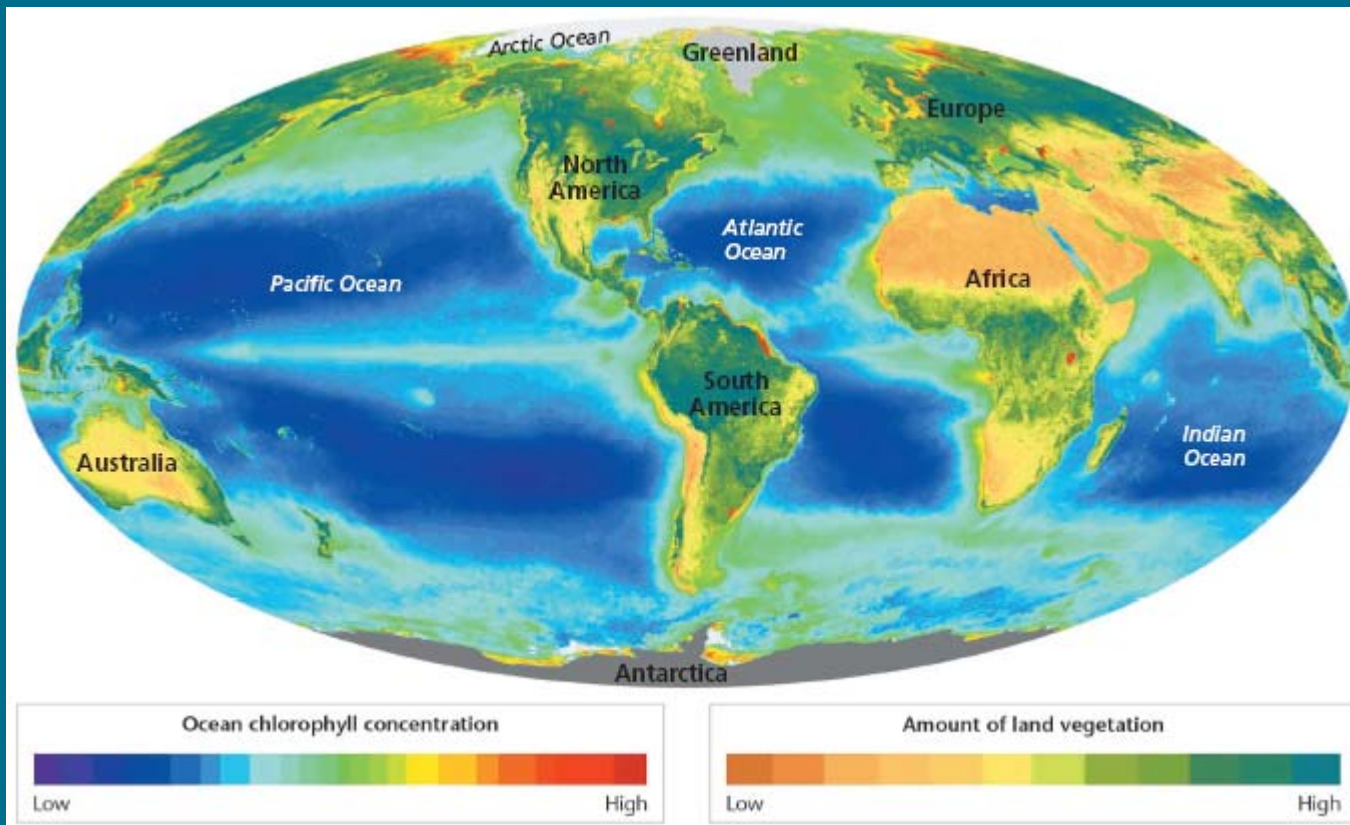 Arctic Ocean
Greenland
Europe
North
America
Atlantic
Ocean
Pacific Ocean
Africa
South
America
Indian
Ocean
Australia
Antarctica
Ocean chlorophyll concentration
Low
High
Amount of land vegetation
Low
High